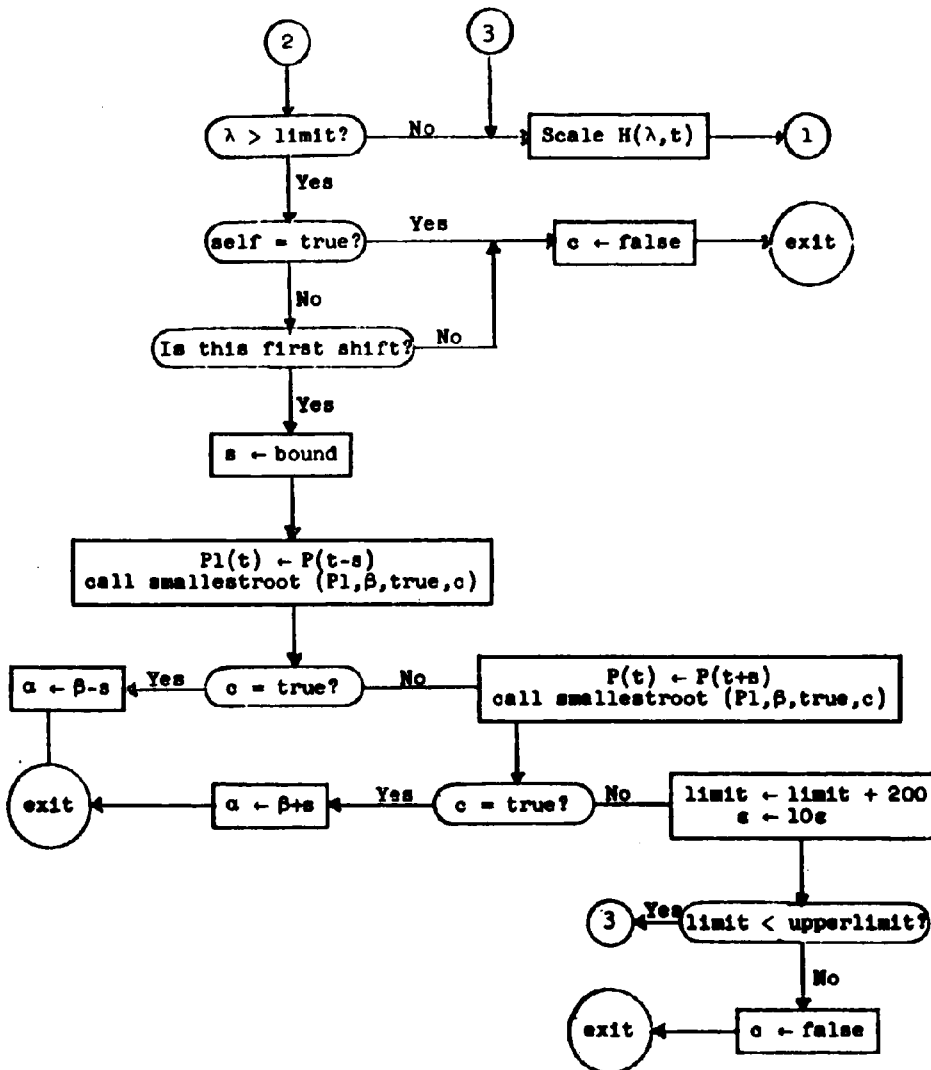 2
3
λ > limit?
No
Scale H(λ,t)
1
Yes
self = true?
Yes
c ← false
exit
No
Is this first shift?
No
Yes
s ← bound
P1(t) ← P(t-s)
call smallestroot (P1,β,true,c)
α ← β-s
Yes
c = true?
No
P(t) ← P(t+s)
call smallestroot (P1,β,true,c)
exit
α ← β+s
Yes
c = true?
No
limit ← limit + 200
ε ← 10ε
3
Yes
limit < upperlimit?
No
exit
c ← false